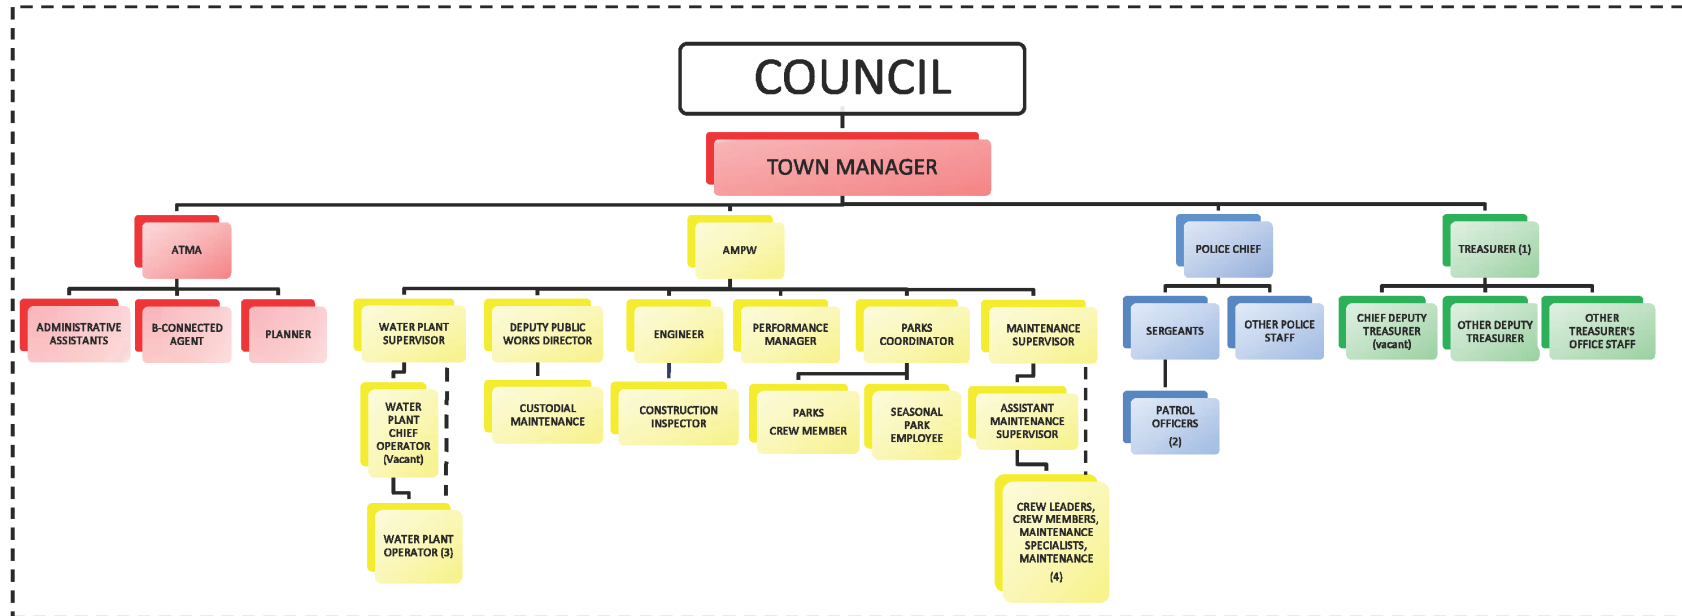 COUNCIL
TOWN MANAGER
ATMA
AMPW
POLICE CHIEF
TREASURER (1)
ADMINISTRATIVE
ASSISTANTS
B-CONNECTED
AGENT
PLANNER
WATER PLANT
SUPERVISOR
DEPUTY PUBLIC
WORKS DIRECTOR
ENGINEER
PERFORMANCE
MANAGER
PARKS
COORDINATOR
MAINTENANCE
SUPERVISOR
SERGEANTS
OTHER POLICE
STAFF
CHIEF DEPUTY
TREASURER
(vacant)
OTHER DEPUTY
TREASURER
OTHER
TREASURER'S
OFFICE STAFF
WATER
PLANT
CHIEF
OPERATOR
(Vacant)
CUSTODIAL
MAINTENANCE
CONSTRUCTION
INSPECTOR
PARKS
CREW MEMBER
SEASONAL
PARK
EMPLOYEE
ASSISTANT
MAINTENANCE
SUPERVISOR
PATROL
OFFICERS
(2)
WATER PLANT
OPERATOR (3)
CREW LEADERS,
CREW MEMBERS,
MAINTENANCE
SPECIALISTS,
MAINTENANCE
(4)